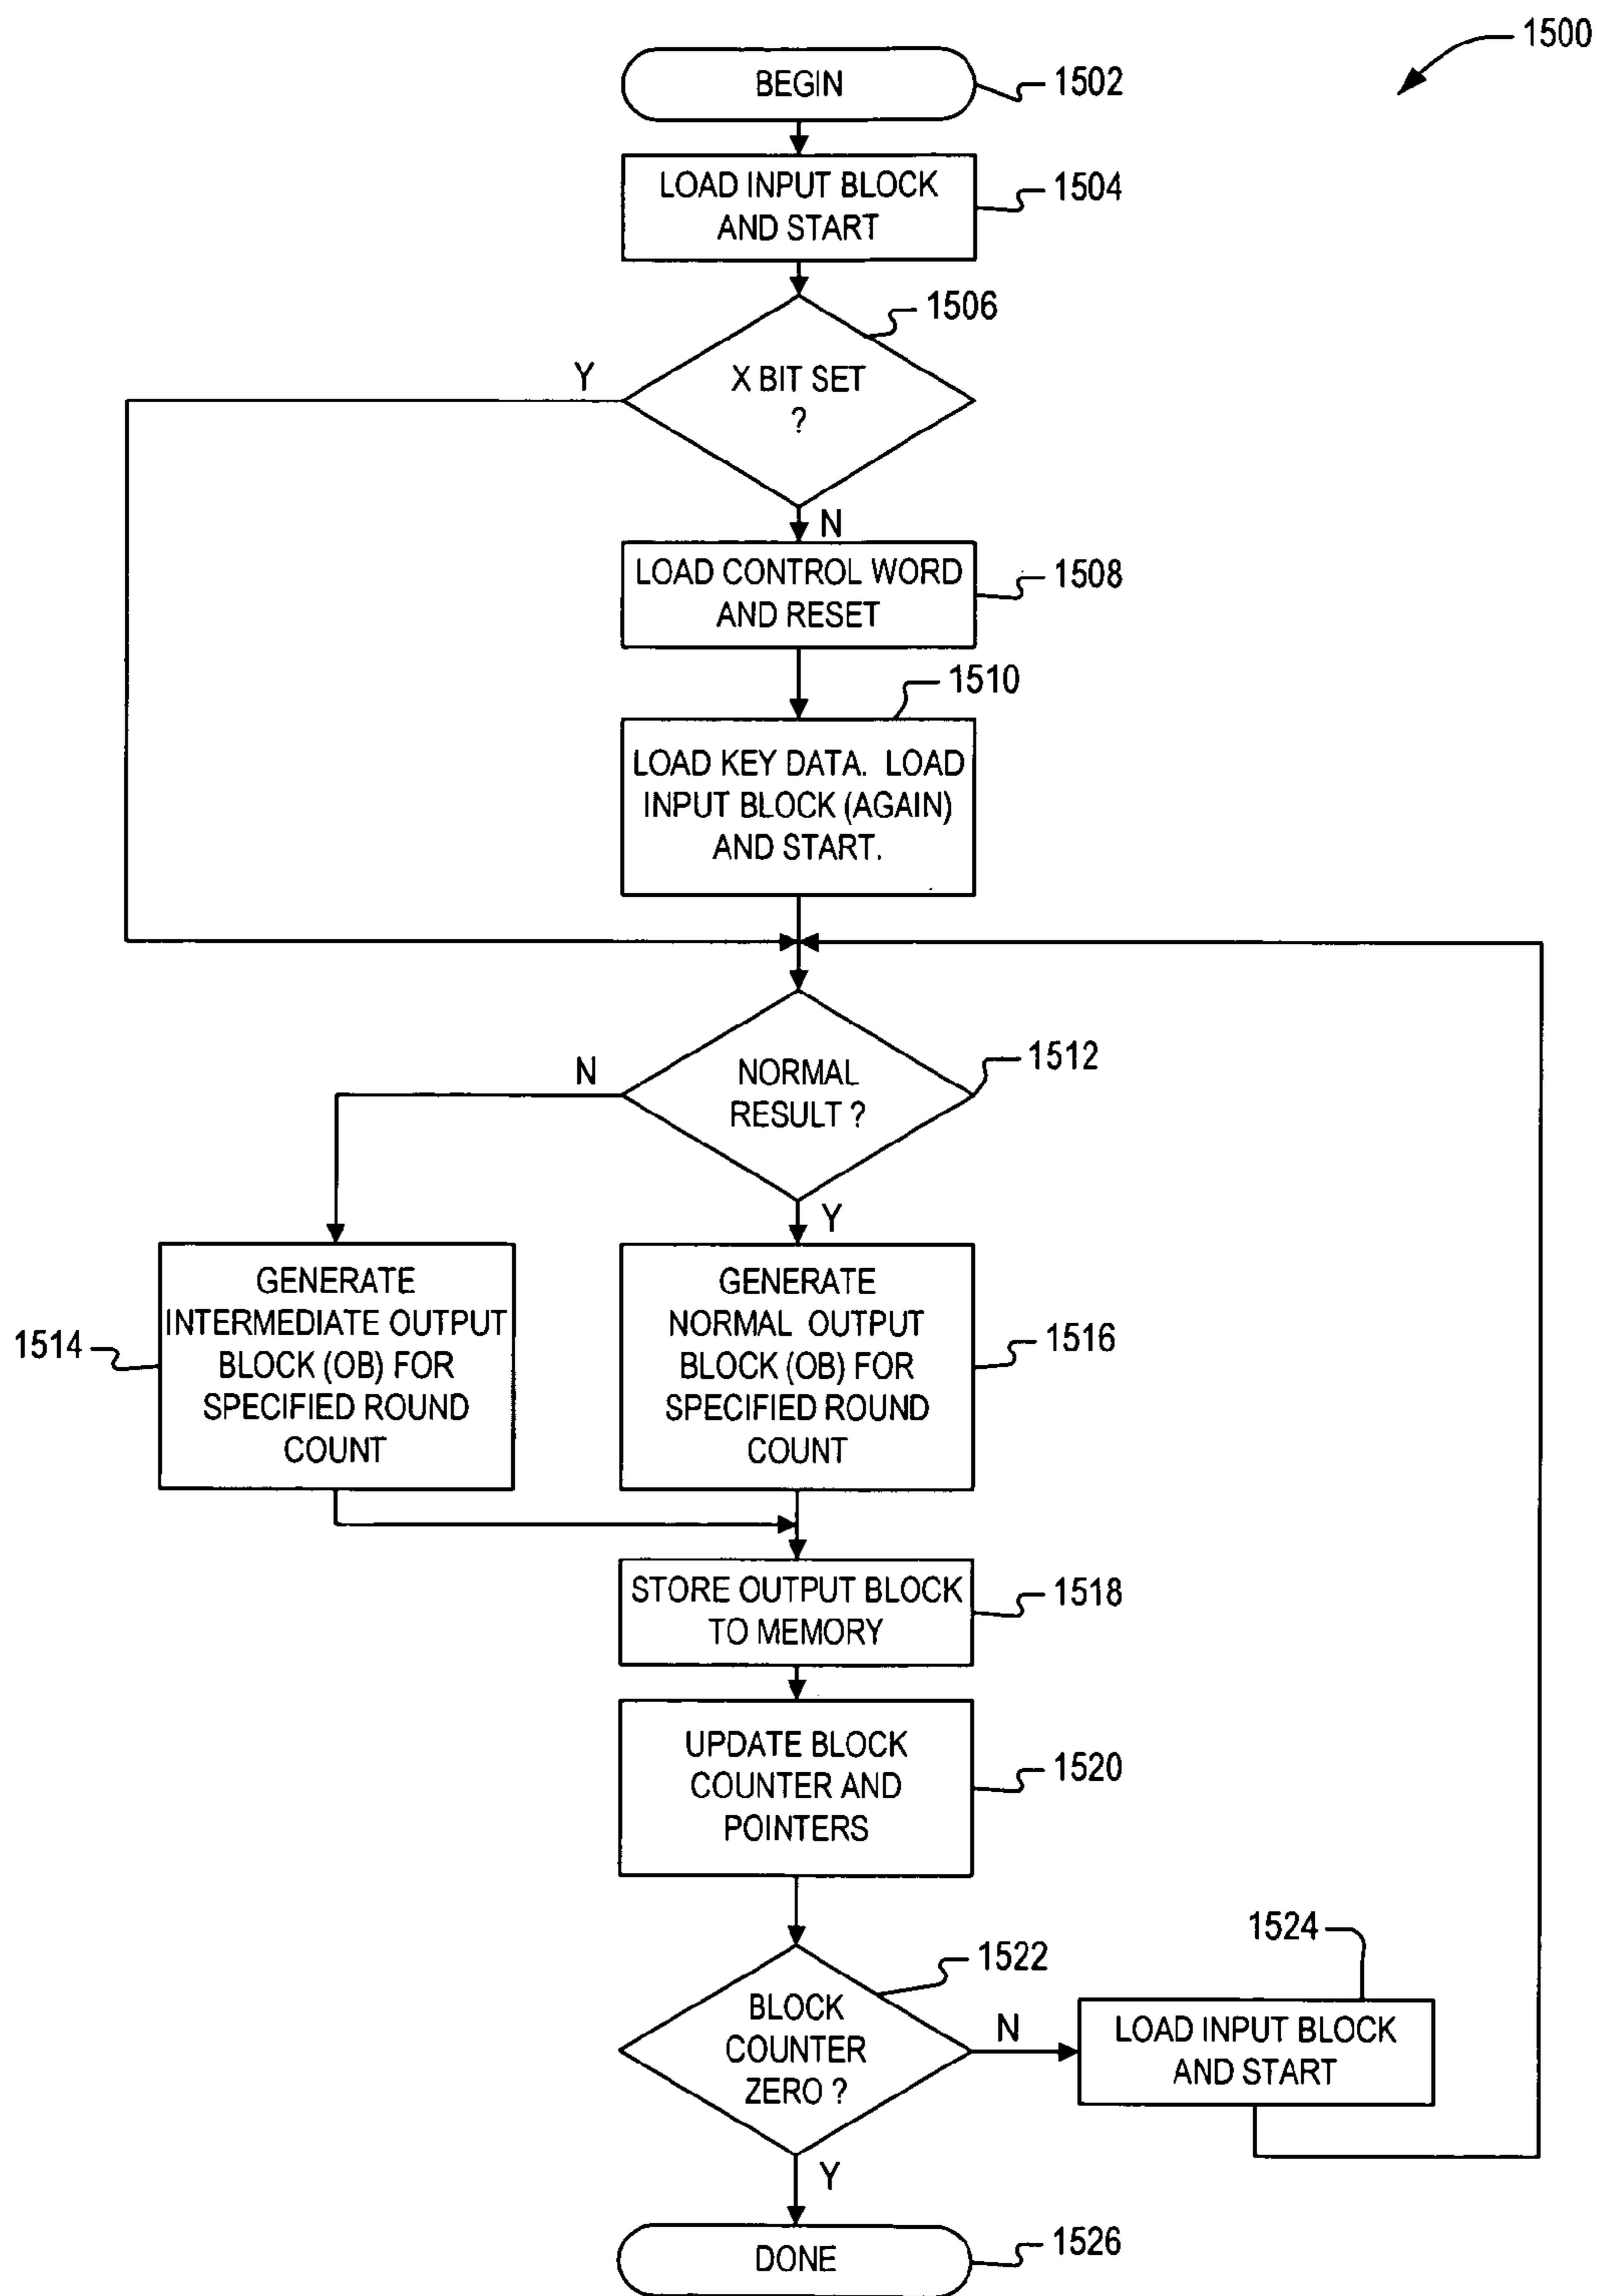 1500
BEGIN
1502
LOAD INPUT BLOCK
AND START
1504
1506
X BIT SET
?
Y
N
LOAD CONTROL WORD
AND RESET
1508
1510
LOAD KEY DATA. LOAD
INPUT BLOCK (AGAIN)
AND START.
1512
NORMAL
RESULT ?
N
Y
GENERATE
INTERMEDIATE OUTPUT
BLOCK (OB) FOR
SPECIFIED ROUND
COUNT
1514
GENERATE
NORMAL OUTPUT
BLOCK (OB) FOR
SPECIFIED ROUND
COUNT
1516
STORE OUTPUT BLOCK
TO MEMORY
1518
UPDATE BLOCK
COUNTER AND
POINTERS
1520
1522
BLOCK
COUNTER
ZERO ?
N
1524
LOAD INPUT BLOCK
AND START
Y
DONE
1526